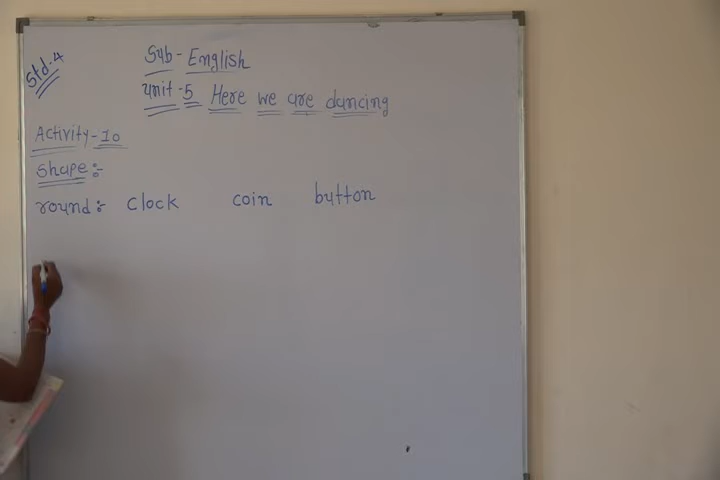 Std.4
Sub - English
Unit-5 Here we are dancing
Activity-10
Shape:-
round:- clock coin button